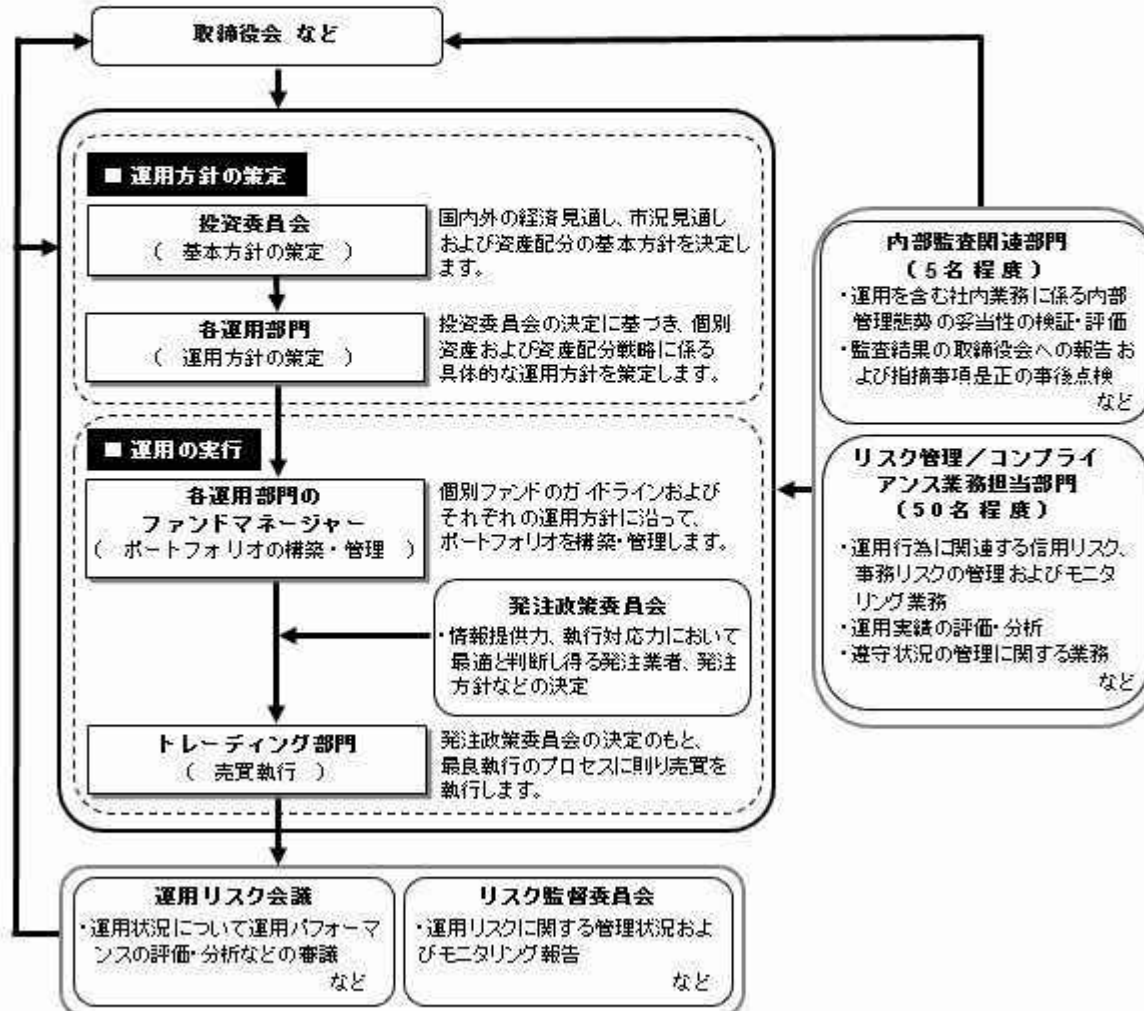 取締役会 など
■ 運用方針の策定
投資委員会
（ 基本方針の策定 ）
国内外の経済見通し、市況見通し
および資産配分の基本方針を決定し
ます。
各運用部門
（ 運用方針の策定 ）
投資委員会の決定に基づき、個別
資産および資産配分戦略に係る
具体的な運用方針を策定します。
■ 運用の実行
各運用部門の
ファンドマネージャー
（ ポートフォリオの構築・管理 ）
個別ファンドのガイドラインおよび
それぞれの運用方針に沿って、
ポートフォリオを構築・管理します。
発注政策委員会
・情報提供力、執行対応力において
最適と判断し得る発注業者、発注
方針などの決定
トレーディング部門
（ 売買執行 ）
発注政策委員会の決定のもと、
最良執行のプロセスに則り売買を
執行します。
内部監査関連部門
（5名程度）
・運用を含む社内業務に係る内部
管理態勢の妥当性の検証・評価
・監査結果の取締役会への報告お
よび指摘事項是正の事後点検
など
リスク管理／コンプライ
アンス業務担当部門
（50名程度）
・運用行為に関連する信用リスク、
事務リスクの管理およびモニタ
リング業務
・運用実績の評価・分析
・遵守状況の管理に関する業務
など
運用リスク会議
・運用状況について運用パフォーマ
ンスの評価・分析などの審議
など
リスク監督委員会
・運用リスクに関する管理状況およ
びモニタリング報告
など